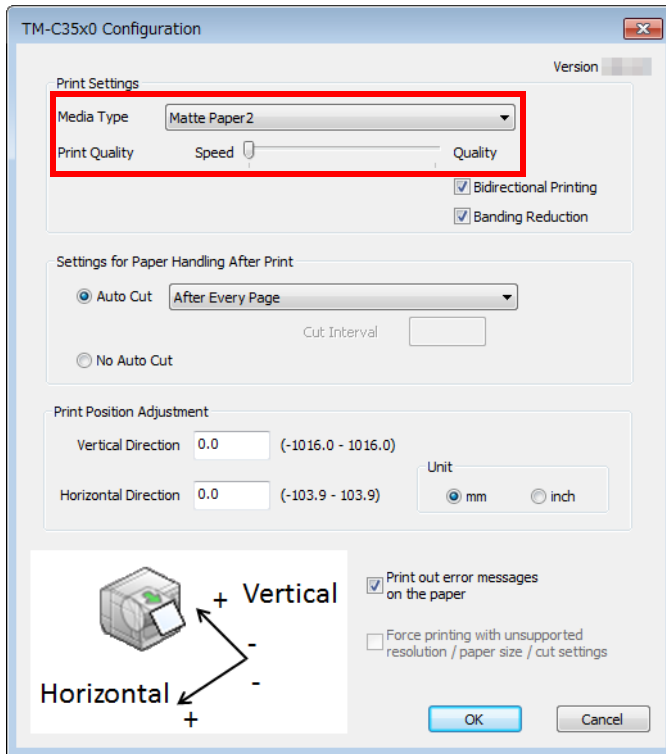 TM-C35x0 Configuration
Version
Print Settings
Media Type Matte Paper2
Print Quality Speed Quality
Bidirectional Printing
Banding Reduction
Settings for Paper Handling After Print
Auto Cut After Every Page
Cut Interval
No Auto Cut
Print Position Adjustment
Vertical Direction 0.0 (-1016.0 - 1016.0)
Unit
Horizontal Direction 0.0 (-103.9 - 103.9) mm inch
+ Vertical
-
-
Horizontal
+
Print out error messages
on the paper
Force printing with unsupported
resolution / paper size / cut settings
OK Cancel